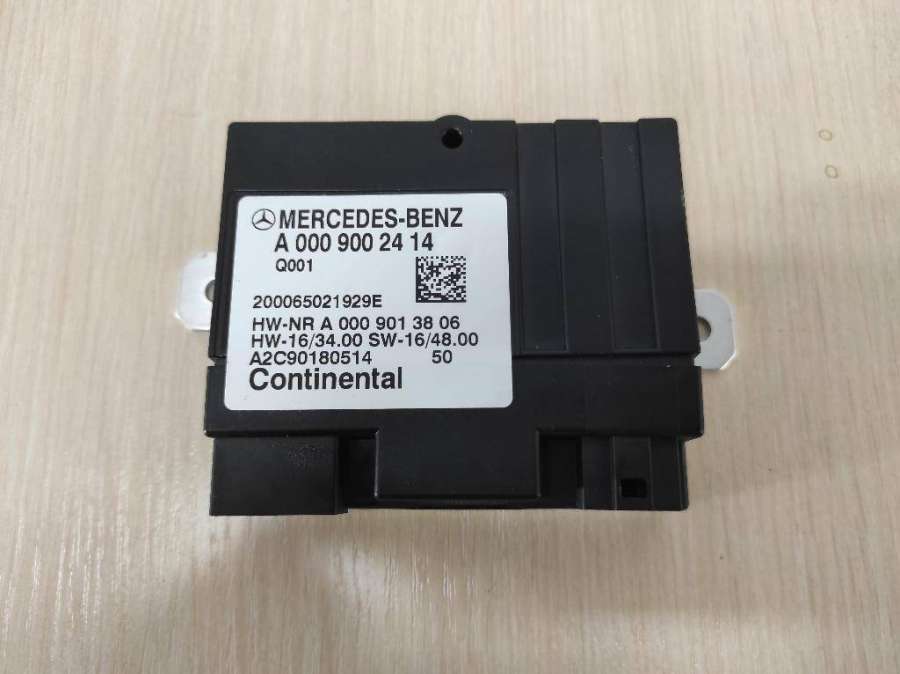 MERCEDES-BENZ
A 000 900 24 14
Q001
200065021929E
HW-NR A 000 901 38 06
HW-16/34.00 SW-16/48.00
A2C90180514 50
Continental